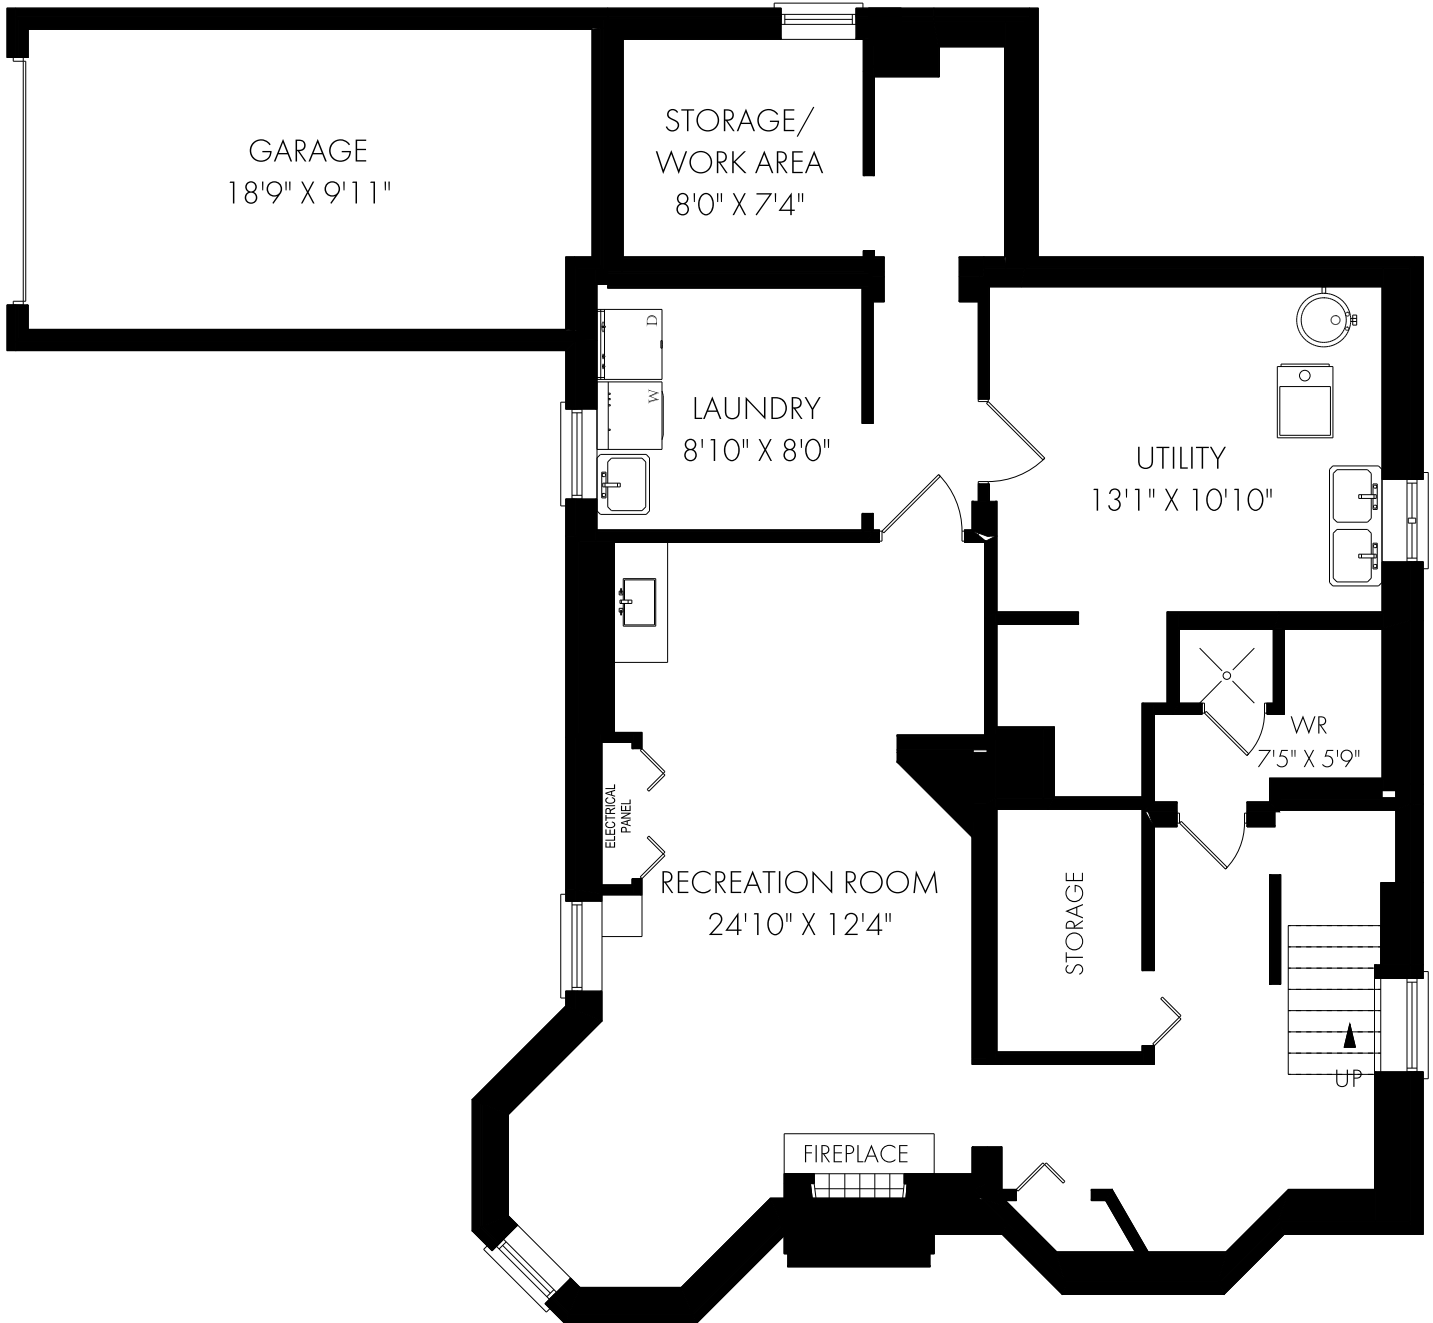 GARAGE
18'9" X 9'11"
STORAGE/
WORK AREA
8'0" X 7'4"
D
W
LAUNDRY
8'10" X 8'0"
UTILITY
13'1" X 10'10"
WR
7'5" X 5'9"
ELECTRICAL
PANEL
RECREATION ROOM
24'10" X 12'4"
STORAGE
UP
FIREPLACE